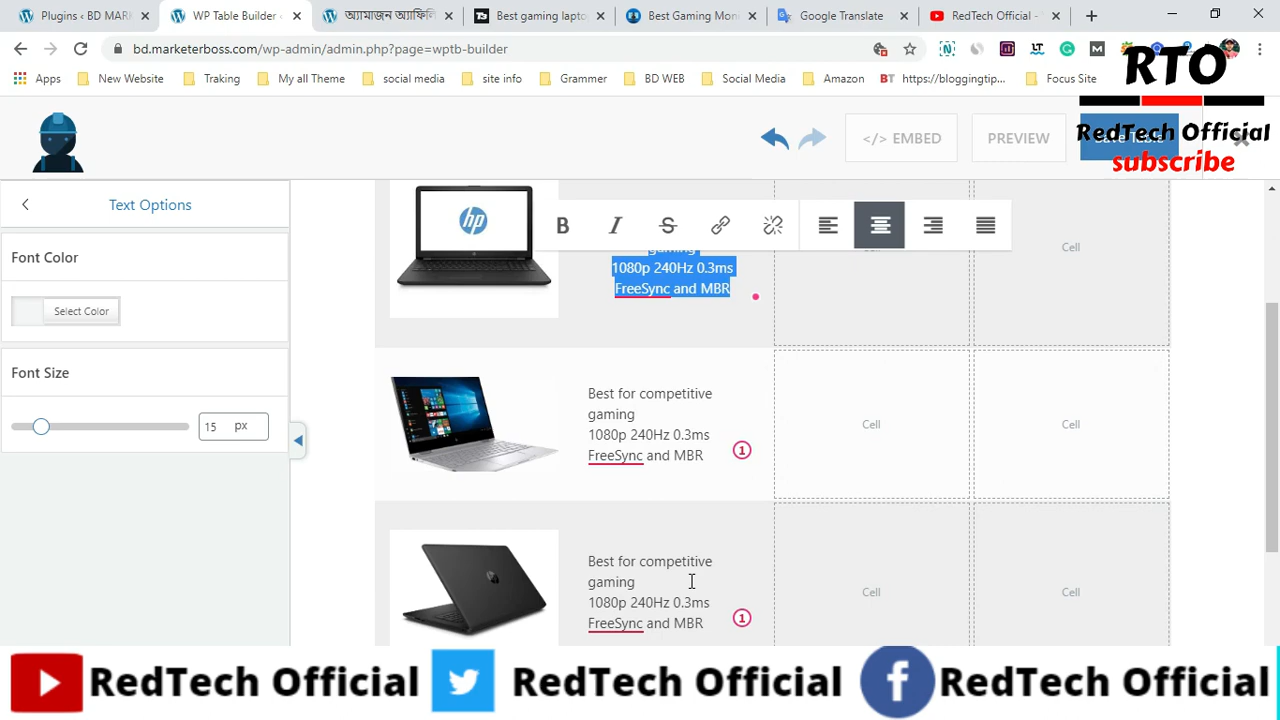 Plugins ‹ BD MARK
WP Table Builder ‹
অ্যামাজন অ্যাফিলি
Best gaming lapto
Best Gaming Mon
Google Translate
RedTech Official -
bd.marketerboss.com/wp-admin/admin.php?page=wptb-builder
Apps
New Website
Traking
My all Theme
social media
site info
Grammer
BD WEB
Social Media
Amazon
https://bloggingtip...
Focus Site
RTO
RedTech Official
subscribe
</> EMBED
PREVIEW
Text Options
Font Color
Select Color
Font Size
15 px
B I S
gaming
1080p 240Hz 0.3ms
FreeSync and MBR
Cell
Best for competitive
gaming
1080p 240Hz 0.3ms
FreeSync and MBR
1
Cell
Cell
Best for competitive
gaming
1080p 240Hz 0.3ms
FreeSync and MBR
1
Cell
Cell
RedTech Official
RedTech Official
RedTech Official